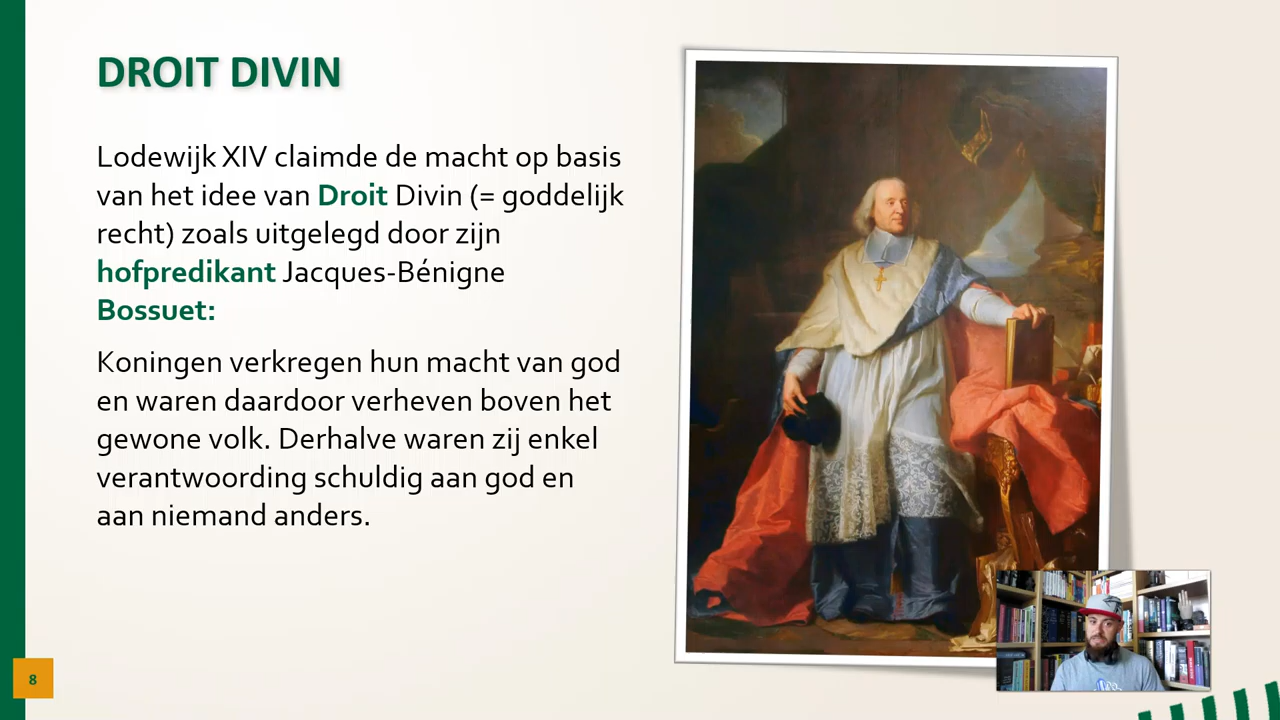 DROIT DIVIN
Lodewijk XIV claimde de macht op basis
van het idee van Droit Divin (= goddelijk
recht) zoals uitgelegd door zijn
hofpredikant Jacques-Bénigne
Bossuet:
Koningen verkregen hun macht van god
en waren daardoor verheven boven het
gewone volk. Derhalve waren zij enkel
verantwoording schuldig aan god en
aan niemand anders.
8